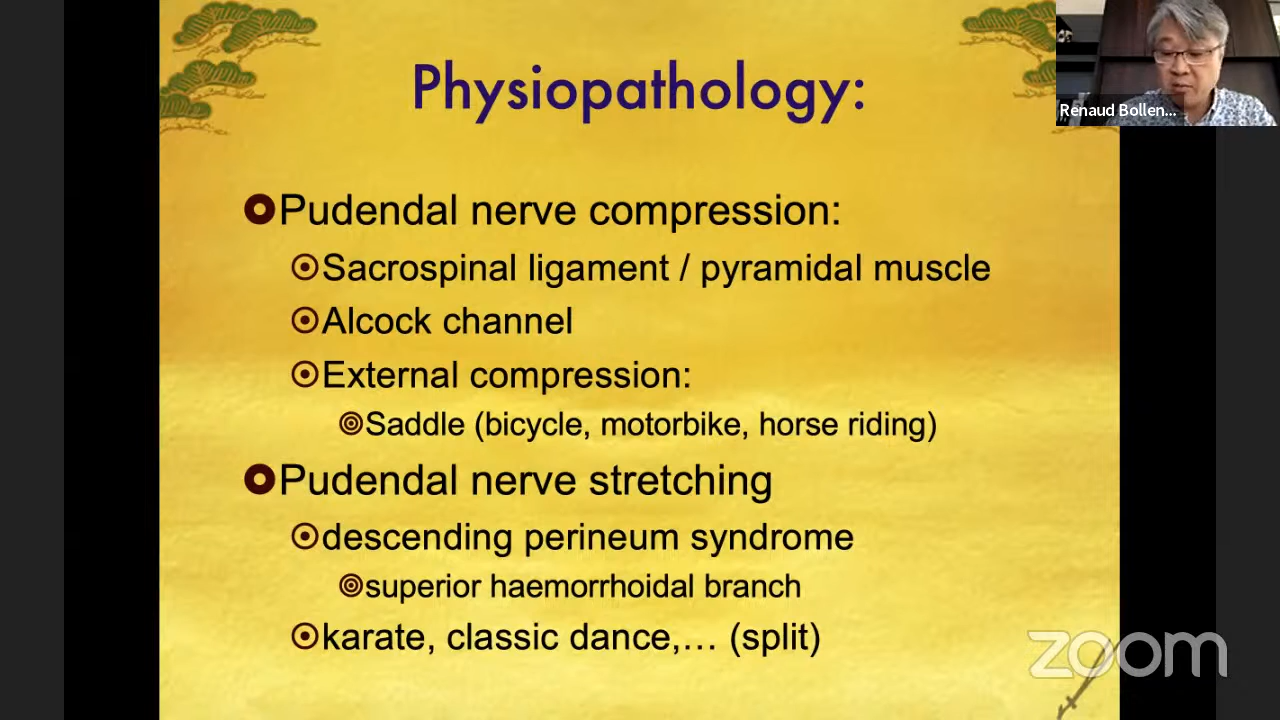 Physiopathology:
Renaud Bollen...
Pudendal nerve compression:
Sacrospinal ligament / pyramidal muscle
Alcock channel
External compression:
Saddle (bicycle, motorbike, horse riding)
Pudendal nerve stretching
descending perineum syndrome
superior haemorrhoidal branch
karate, classic dance,... (split)
zoom